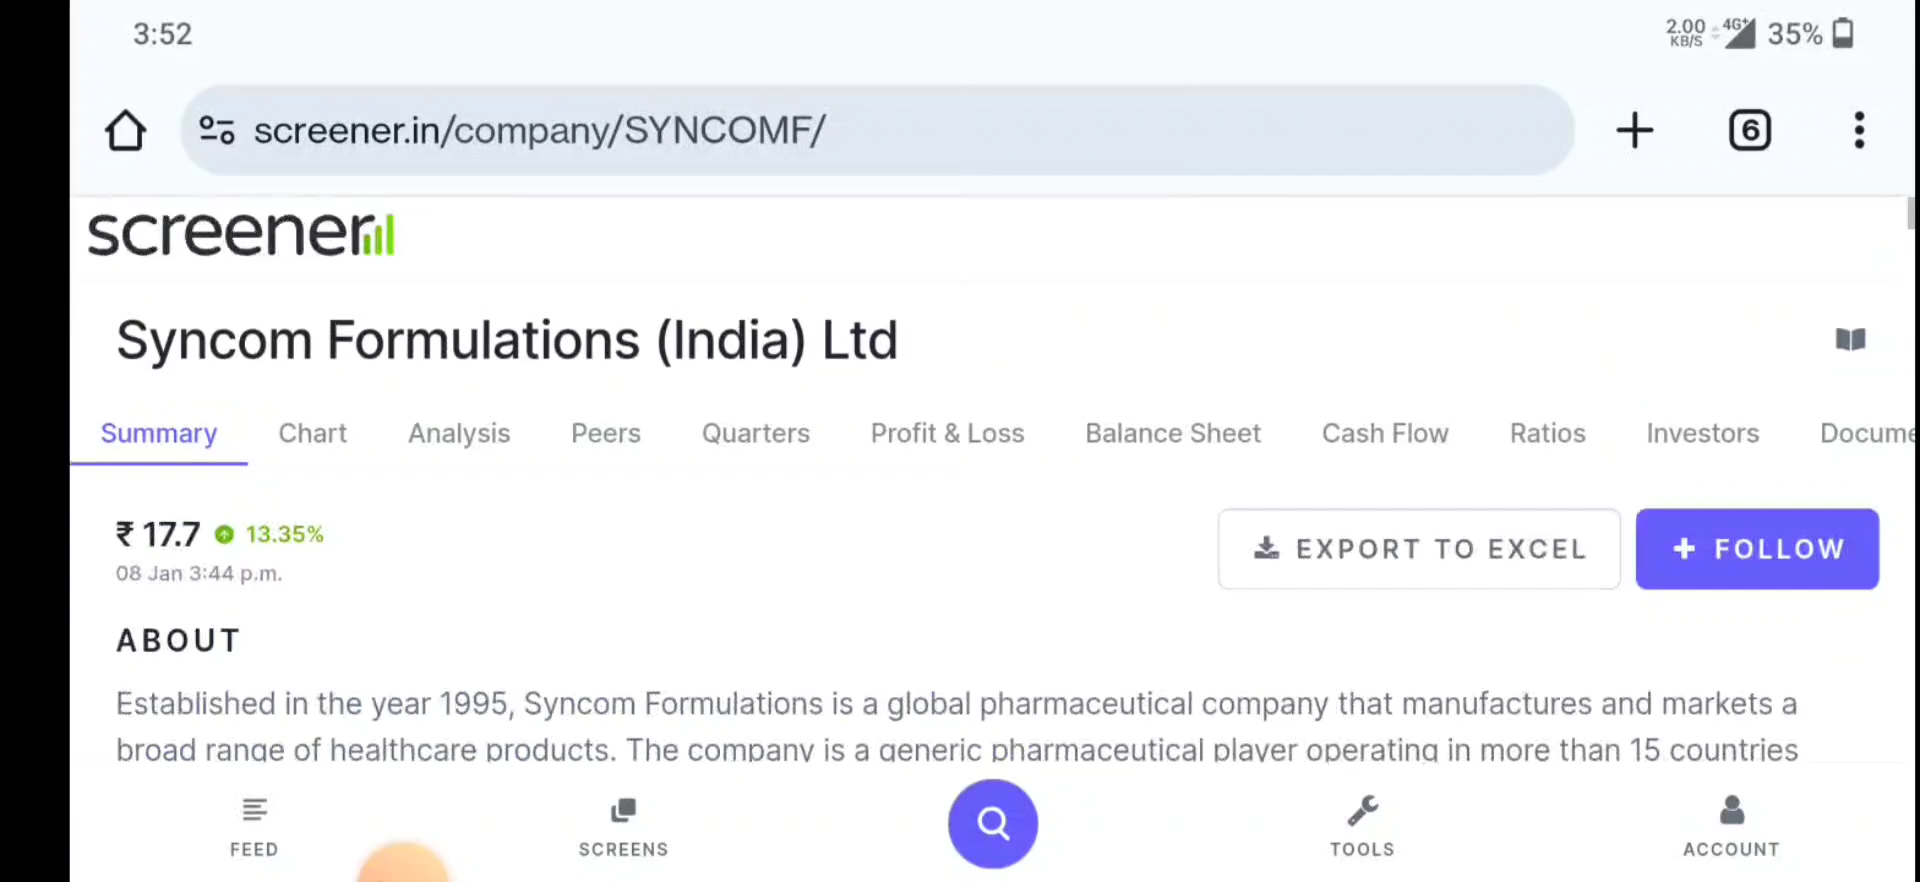 3:52
2.00
KB/S
4G+
35%
screener.in/company/SYNCOMF/
6
screener
Syncom Formulations (India) Ltd
Summary Chart Analysis Peers Quarters Profit & Loss Balance Sheet Cash Flow Ratios Investors Docume
₹ 17.7 13.35%
08 Jan 3:44 p.m.
EXPORT TO EXCEL
+ FOLLOW
ABOUT
Established in the year 1995, Syncom Formulations is a global pharmaceutical company that manufactures and markets a
broad range of healthcare products. The company is a generic pharmaceutical player operating in more than 15 countries
FEED SCREENS TOOLS ACCOUNT